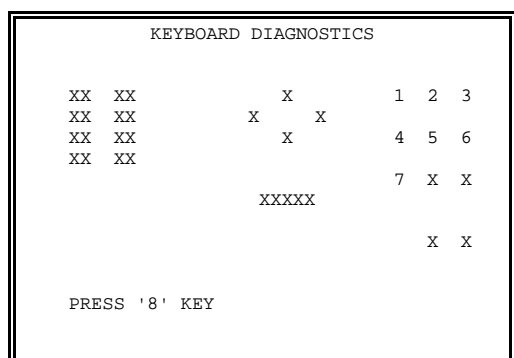 KEYBOARD DIAGNOSTICS
XX XX X 1 2 3
XX XX X X
XX XX X 4 5 6
XX XX
7 X X
XXXXX
X X
PRESS '8' KEY